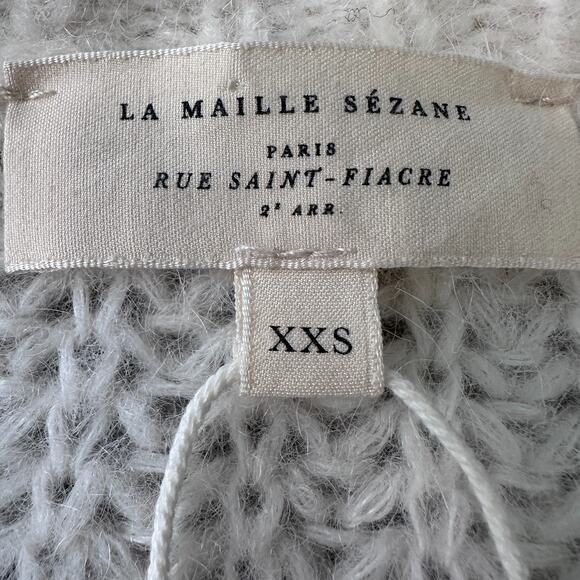 LA MAILLE SÉZANE
PARIS
RUE SAINT-FIACRE
2ᵉ ARR.
XXS